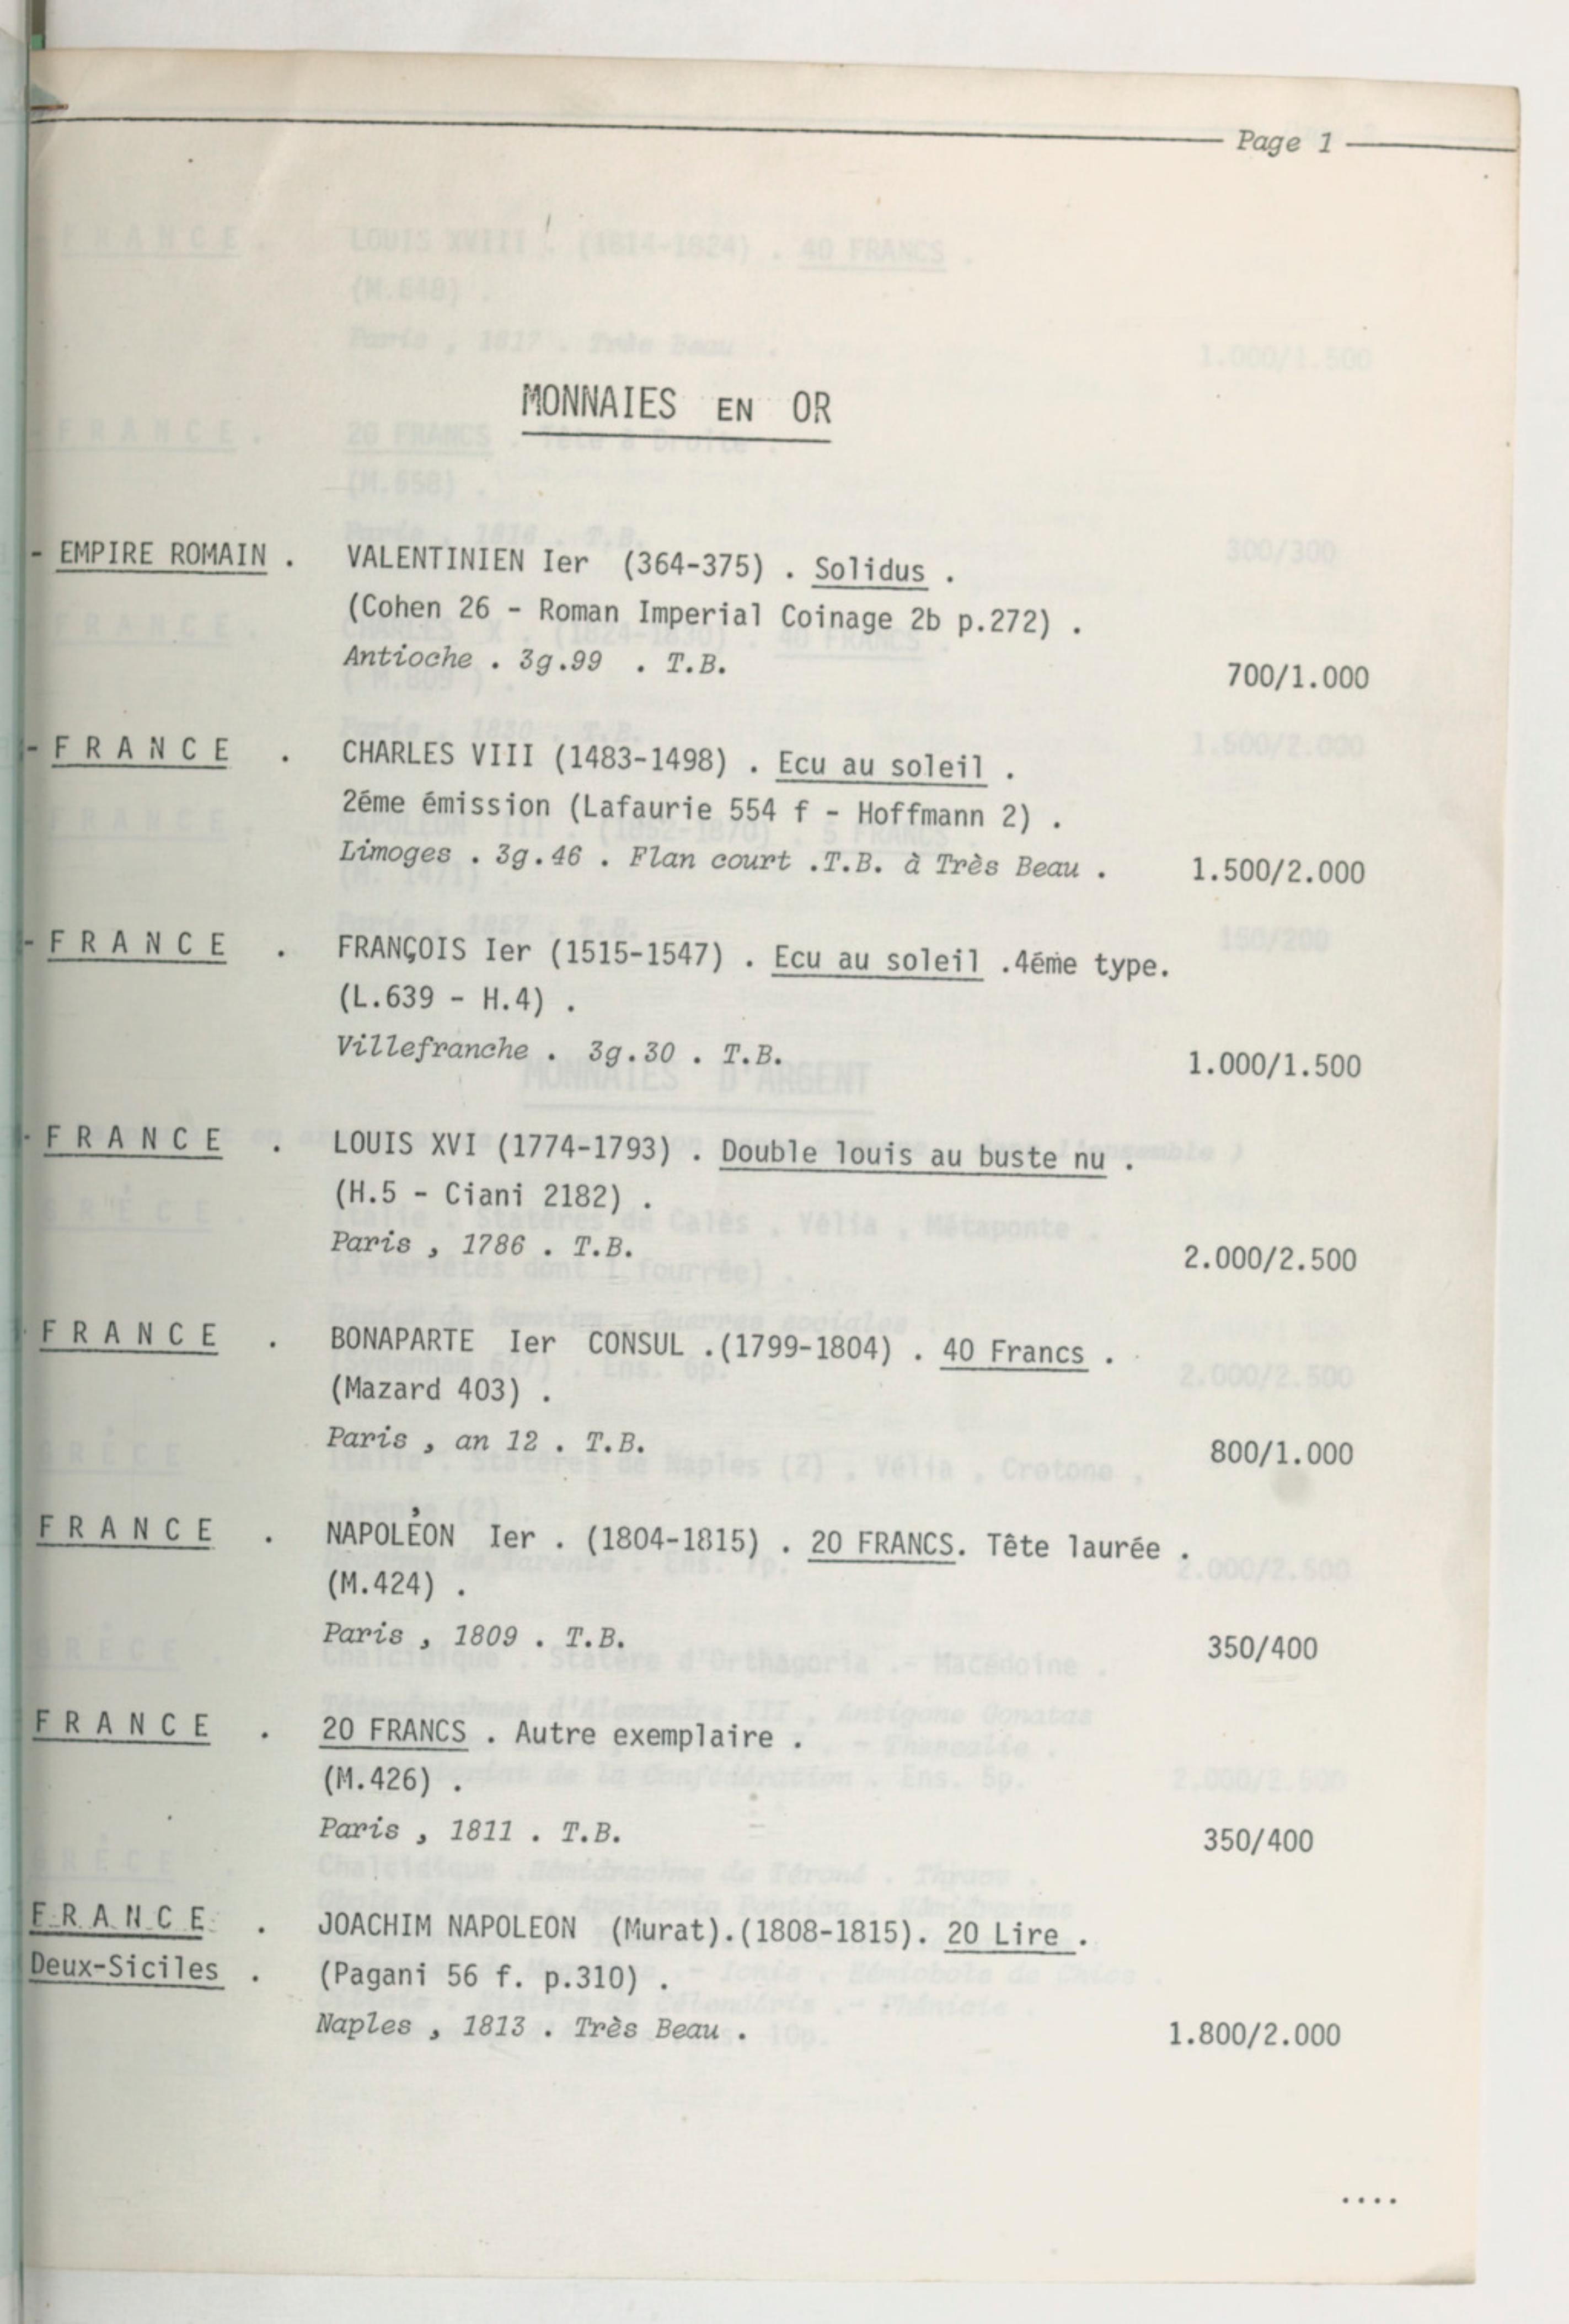 Page 1
MONNAIES EN OR
- EMPIRE ROMAIN . VALENTINIEN Ier (364-375) . Solidus .
(Cohen 26 - Roman Imperial Coinage 2b p.272) .
Antioche . 3g.99 . T.B. 700/1.000
- F R A N C E . CHARLES VIII (1483-1498) . Ecu au soleil .
2éme émission (Lafaurie 554 f - Hoffmann 2) .
Limoges . 3g.46 . Flan court .T.B. à Très Beau . 1.500/2.000
- F R A N C E . FRANÇOIS Ier (1515-1547) . Ecu au soleil .4éme type.
(L.639 - H.4) .
Villefranche . 3g.30 . T.B. 1.000/1.500
- F R A N C E . LOUIS XVI (1774-1793) . Double louis au buste nu .
(H.5 - Ciani 2182) .
Paris , 1786 . T.B. 2.000/2.500
F R A N C E . BONAPARTE Ier CONSUL .(1799-1804) . 40 Francs .
(Mazard 403) .
Paris , an 12 . T.B. 800/1.000
F R A N C E . NAPOLÉON Ier . (1804-1815) . 20 FRANCS. Tête laurée .
(M.424) .
Paris , 1809 . T.B. 350/400
F R A N C E . 20 FRANCS . Autre exemplaire .
(M.426) .
Paris , 1811 . T.B. 350/400
F R A N C E . JOACHIM NAPOLEON (Murat).(1808-1815). 20 Lire .
Deux-Siciles . (Pagani 56 f. p.310) .
Naples , 1813 . Très Beau . 1.800/2.000
....